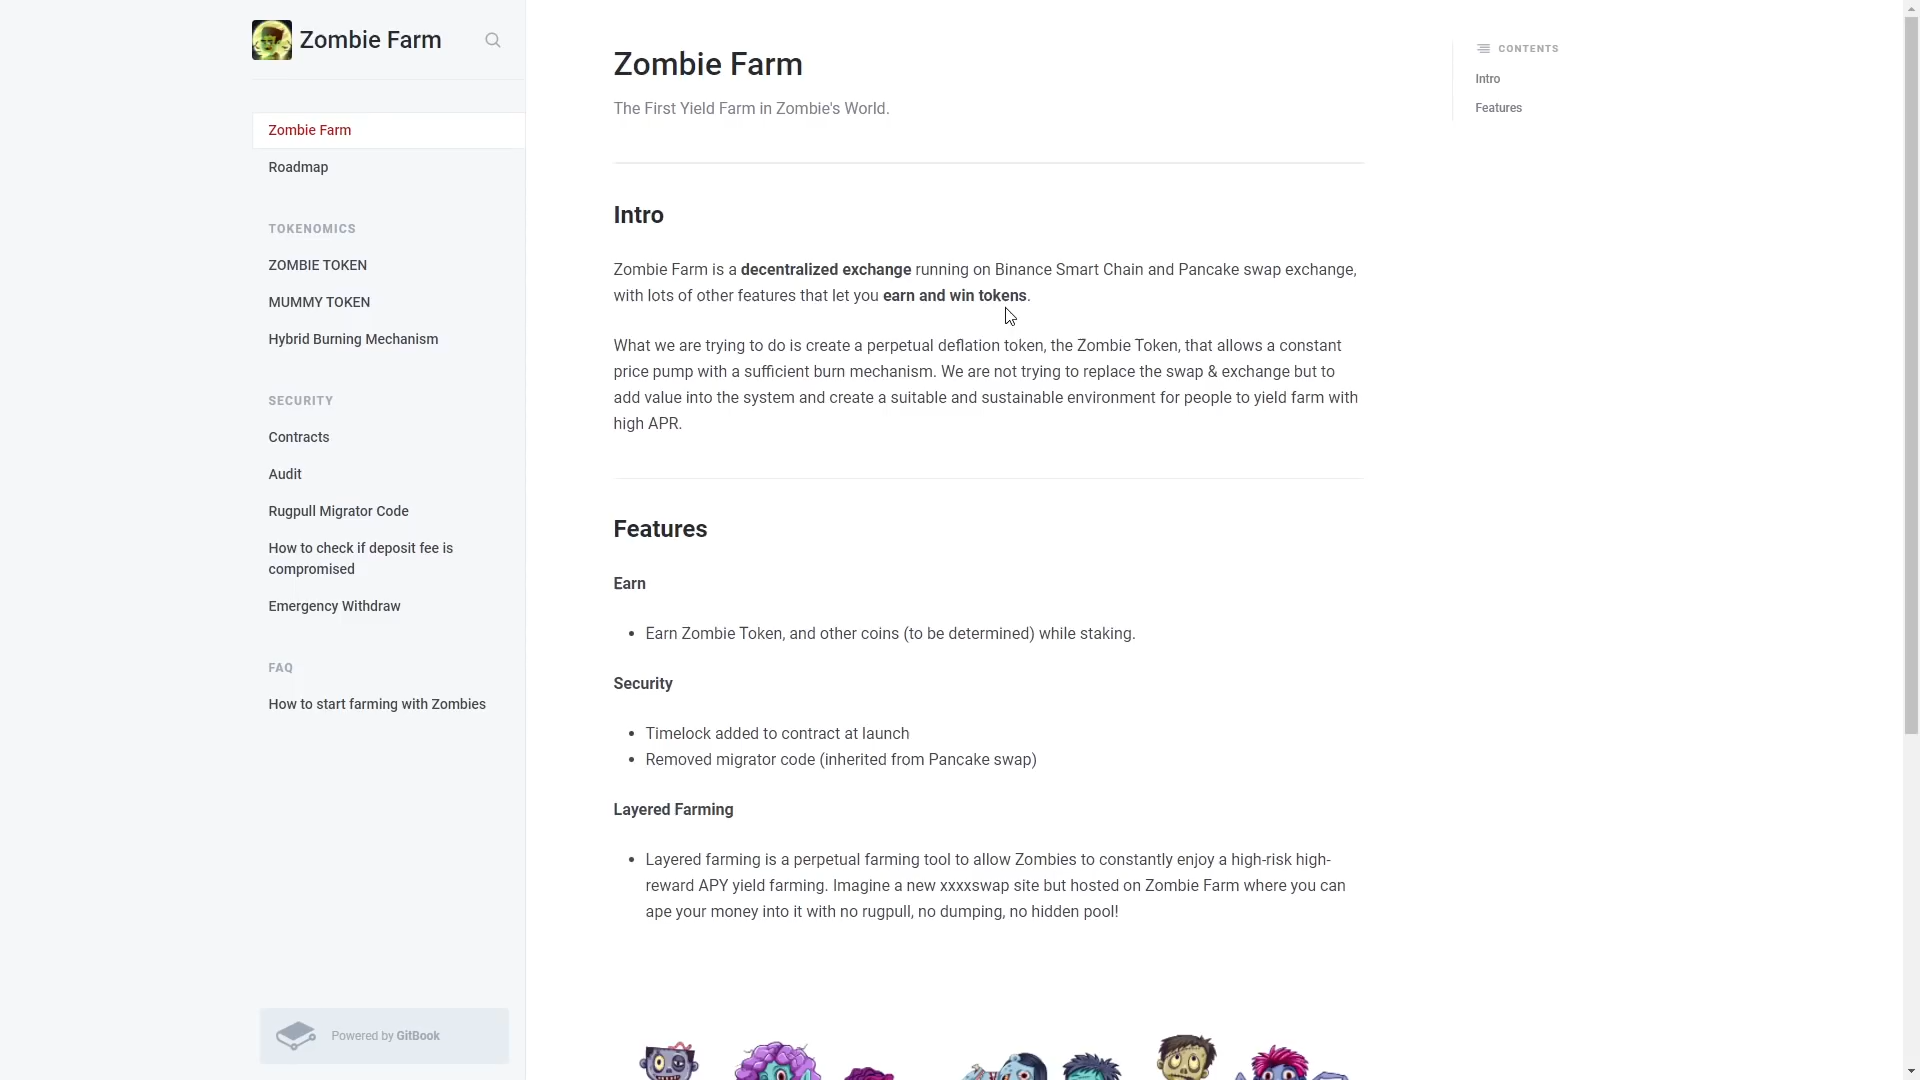 Zombie Farm
Zombie Farm
Roadmap
TOKENOMICS
ZOMBIE TOKEN
MUMMY TOKEN
Hybrid Burning Mechanism
SECURITY
Contracts
Audit
Rugpull Migrator Code
How to check if deposit fee is
compromised
Emergency Withdraw
FAQ
How to start farming with Zombies
Powered by GitBook
Zombie Farm
The First Yield Farm in Zombie's World.
Intro
Zombie Farm is a decentralized exchange running on Binance Smart Chain and Pancake swap exchange,
with lots of other features that let you earn and win tokens.
What we are trying to do is create a perpetual deflation token, the Zombie Token, that allows a constant
price pump with a sufficient burn mechanism. We are not trying to replace the swap & exchange but to
add value into the system and create a suitable and sustainable environment for people to yield farm with
high APR.
Features
Earn
• Earn Zombie Token, and other coins (to be determined) while staking.
Security
• Timelock added to contract at launch
• Removed migrator code (inherited from Pancake swap)
Layered Farming
• Layered farming is a perpetual farming tool to allow Zombies to constantly enjoy a high-risk high-
reward APY yield farming. Imagine a new xxxxswap site but hosted on Zombie Farm where you can
ape your money into it with no rugpull, no dumping, no hidden pool!
CONTENTS
Intro
Features